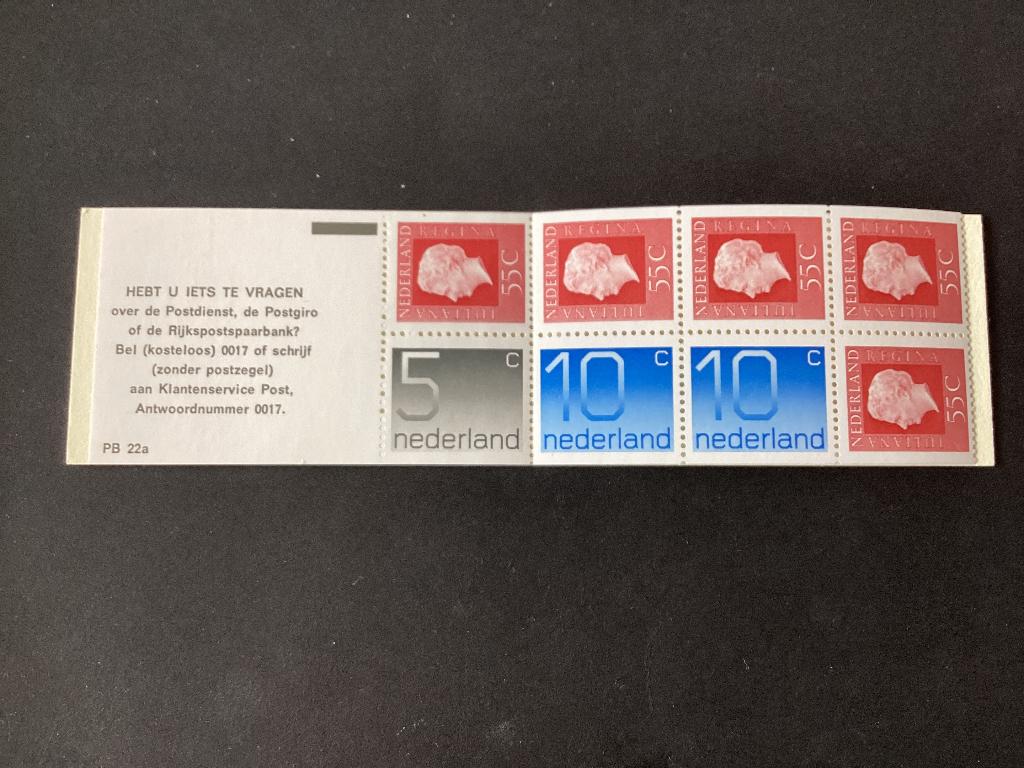 HEBT U IETS TE VRAGEN
over de Postdienst, de Postgiro
of de Rijkspostspaarbank?
Bel (kosteloos) 0017 of schrijf
(zonder postzegel)
aan Klantenservice Post,
Antwoordnummer 0017.
PB 22a
NEDERLAND REGINA 55C JULIANA
NEDERLAND REGINA 55C JULIANA
NEDERLAND REGINA 55C JULIANA
NEDERLAND REGINA 55C JULIANA
5 C
nederland
10 C
nederland
10 C
nederland
NEDERLAND REGINA 55C JULIANA